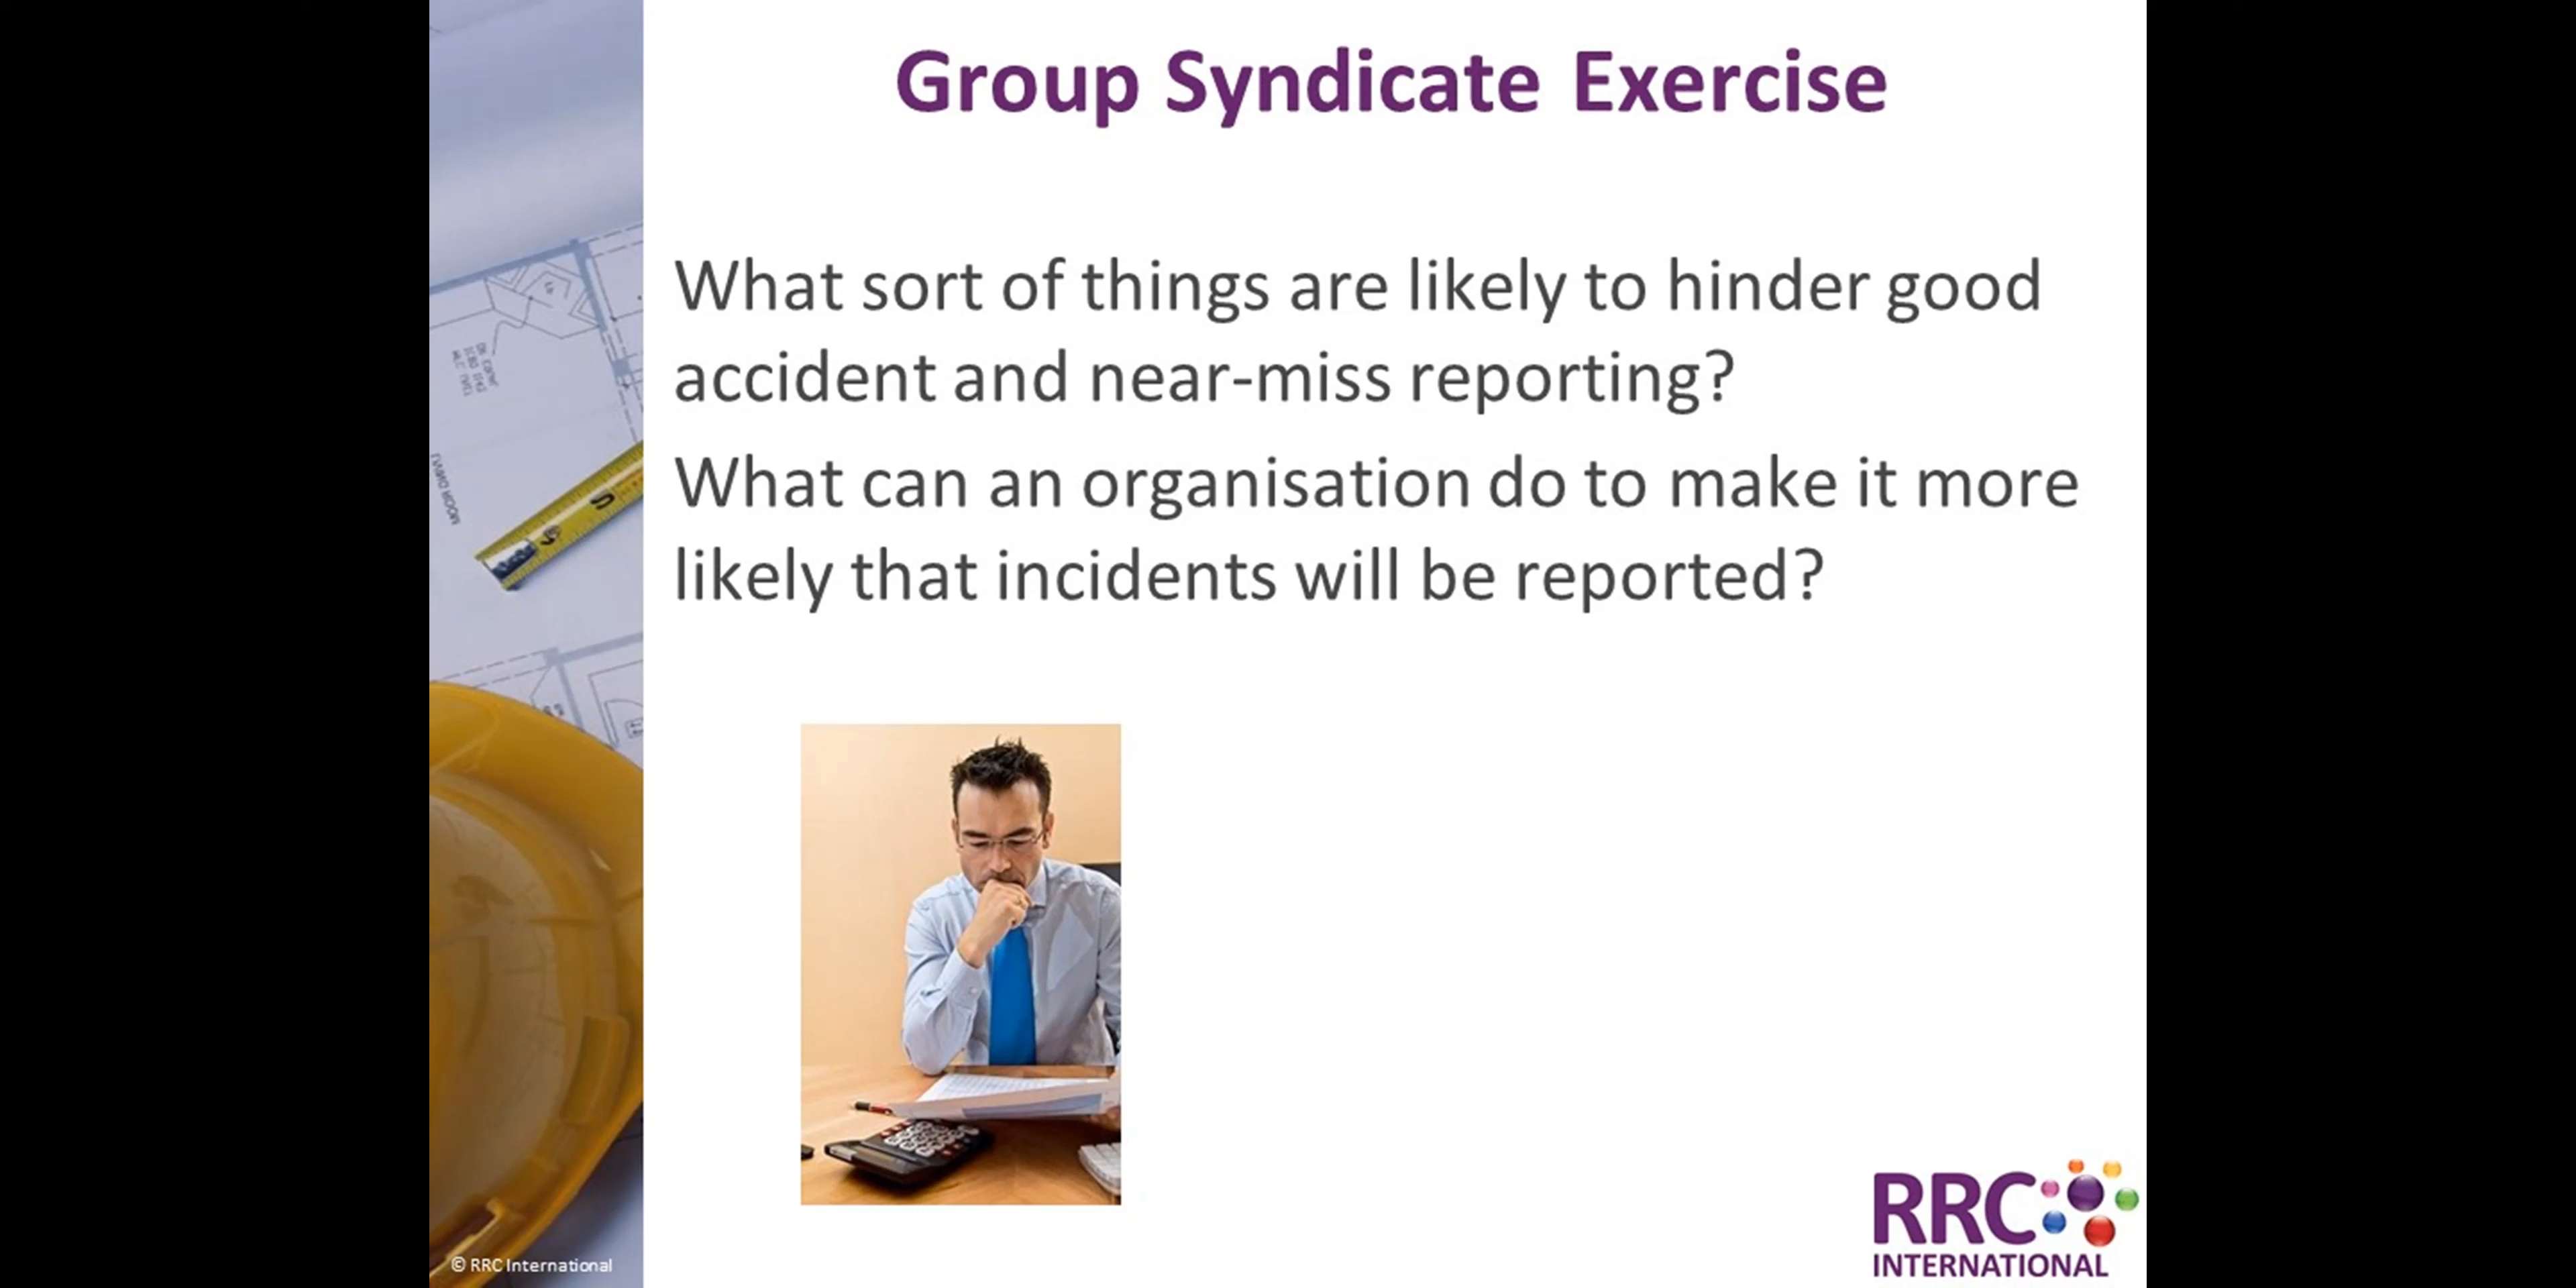 Group Syndicate Exercise
What sort of things are likely to hinder good
accident and near-miss reporting?
What can an organisation do to make it more
likely that incidents will be reported?
© RRC International
RRC
INTERNATIONAL